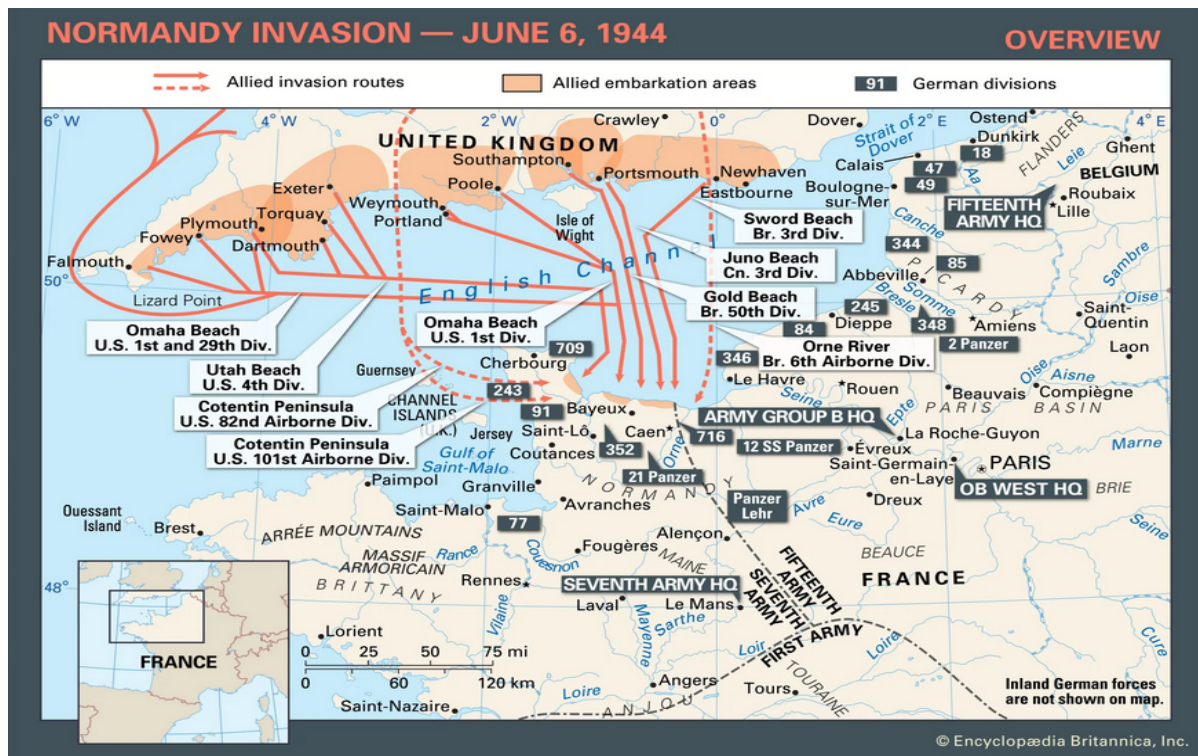 NORMANDY INVASION — JUNE 6, 1944
OVERVIEW
Allied invasion routes
Allied embarkation areas
91
German divisions
6° W
4° W
2° W
0°
2° E
4° E
50°
48°
UNITED KINGDOM
Crawley
Dover
Strait of
Dover
Ostend
Dunkirk
Calais
18
FLANDERS
Ghent
Leie
Aa
BELGIUM
47
49
Boulogne-
sur-Mer
Roubaix
Lille
FIFTEENTH
ARMY HQ
Southampton
Portsmouth
Newhaven
Eastbourne
Poole
Exeter
Weymouth
Portland
Isle of
Wight
Torquay
Plymouth
Fowey
Dartmouth
Falmouth
Lizard Point
English Channel
Sword Beach
Br. 3rd Div.
Juno Beach
Cn. 3rd Div.
Gold Beach
Br. 50th Div.
Orne River
Br. 6th Airborne Div.
Omaha Beach
U.S. 1st Div.
Omaha Beach
U.S. 1st and 29th Div.
Utah Beach
U.S. 4th Div.
Cotentin Peninsula
U.S. 82nd Airborne Div.
Cotentin Peninsula
U.S. 101st Airborne Div.
Canche
344
85
Abbeville
PICARDY
Somme
Bresle
245
Dieppe
84
348
Amiens
2 Panzer
Sambre
Oise
Saint-
Quentin
Laon
346
Le Havre
Rouen
Seine
Beauvais
Oise
Aisne
Compiègne
PARIS
BASIN
Epte
ARMY GROUP B HQ
La Roche-Guyon
Marne
Cherbourg
709
Guernsey
CHANNEL
ISLANDS
(U.K.)
Jersey
243
91
Bayeux
Saint-Lô
Caen
716
12 SS Panzer
Évreux
Saint-Germain-
en-Laye
PARIS
OB WEST HQ
BRIE
Coutances
352
Orne
21 Panzer
Gulf of
Saint-Malo
Granville
NORMANDY
Panzer
Lehr
Avre
Dreux
Eure
Seine
Paimpol
Saint-Malo
Avranches
77
Ouessant
Island
Brest
ARRÉE MOUNTAINS
MASSIF
ARMORICAIN
BRITTANY
Rance
Couesnon
Fougères
Alençon
MAINE
BEAUCE
FRANCE
FIFTEENTH
ARMY
SEVENTH
ARMY
FIRST ARMY
Rennes
SEVENTH ARMY HQ
Laval
Le Mans
Vilaine
Mayenne
Sarthe
Loir
Loire
Cure
Lorient
0 25 50 75 mi
0 60 120 km
Angers
Tours
TOURAINE
Loire
ANJOU
Saint-Nazaire
FRANCE
Inland German forces
are not shown on map.
© Encyclopædia Britannica, Inc.